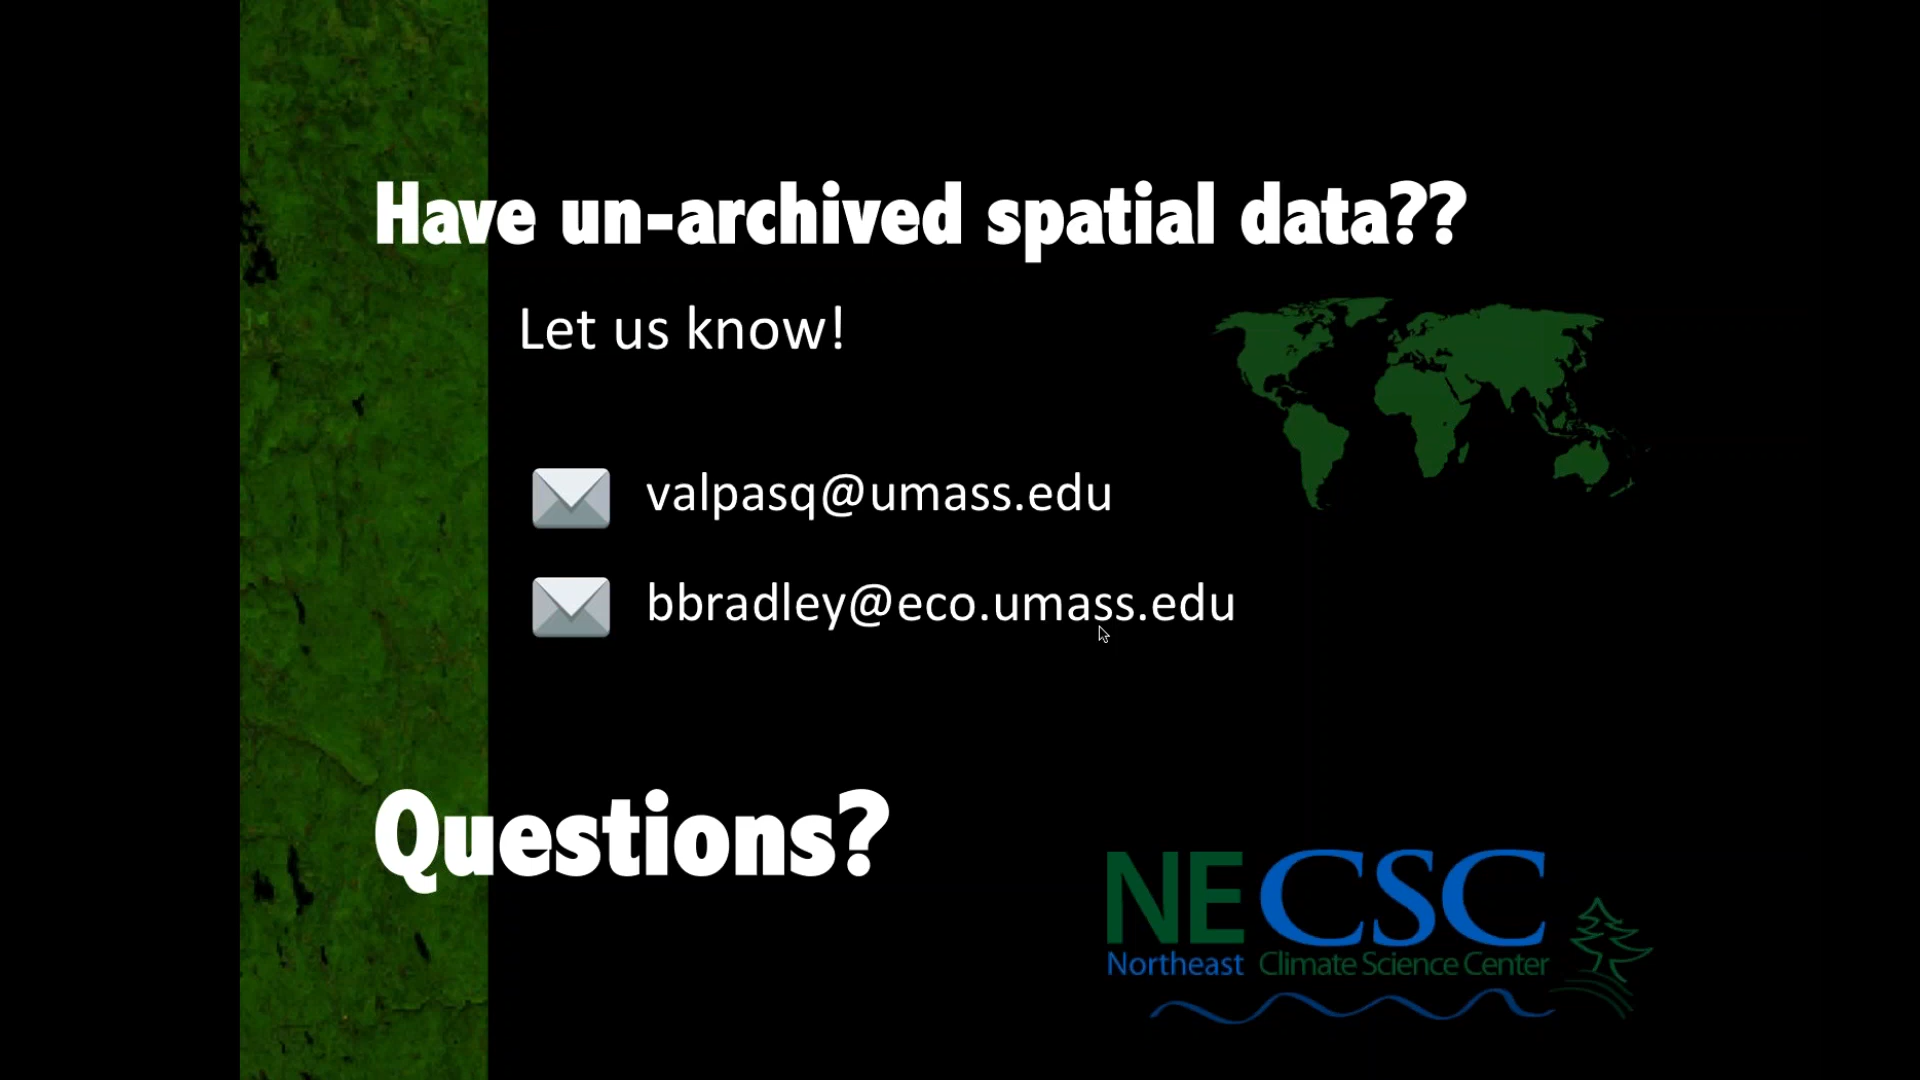 Have un-archived spatial data??
Let us know!
valpasq@umass.edu
bbradley@eco.umass.edu
Questions?
NECSC
Northeast Climate Science Center